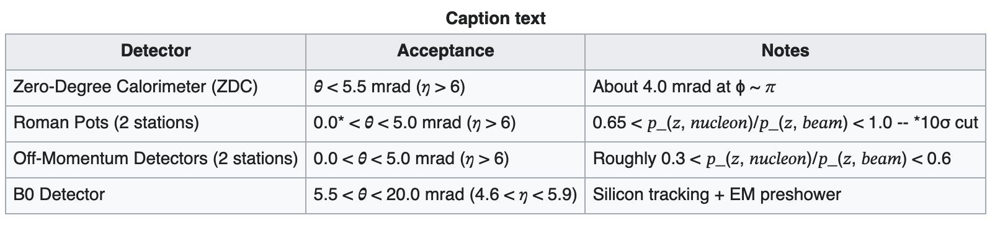 Caption text
Detector Acceptance Notes
Zero-Degree Calorimeter (ZDC) θ < 5.5 mrad (η > 6) About 4.0 mrad at ϕ ~ π
Roman Pots (2 stations) 0.0* < θ < 5.0 mrad (η > 6) 0.65 < p_(z, nucleon)/p_(z, beam) < 1.0 -- *10σ cut
Off-Momentum Detectors (2 stations) 0.0 < θ < 5.0 mrad (η > 6) Roughly 0.3 < p_(z, nucleon)/p_(z, beam) < 0.6
B0 Detector 5.5 < θ < 20.0 mrad (4.6 < η < 5.9) Silicon tracking + EM preshower